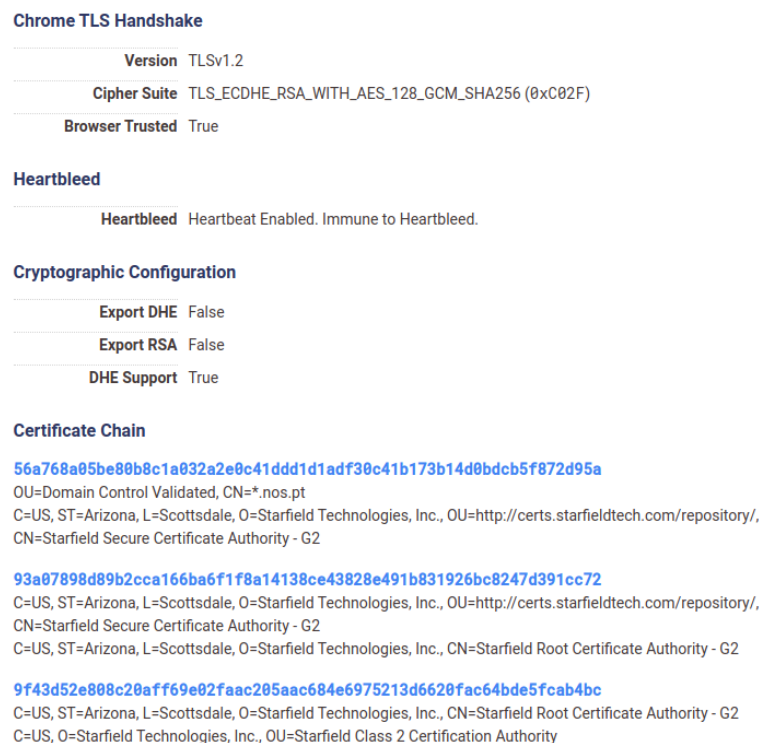 Chrome TLS Handshake
Version TLSv1.2
Cipher Suite TLS_ECDHE_RSA_WITH_AES_128_GCM_SHA256 (0xC02F)
Browser Trusted True
Heartbleed
Heartbleed Heartbeat Enabled. Immune to Heartbleed.
Cryptographic Configuration
Export DHE False
Export RSA False
DHE Support True
Certificate Chain
56a768a05be80b8c1a032a2e0c41ddd1d1adf30c41b173b14d0bdcb5f872d95a
OU=Domain Control Validated, CN=*.nos.pt
C=US, ST=Arizona, L=Scottsdale, O=Starfield Technologies, Inc., OU=http://certs.starfieldtech.com/repository/,
CN=Starfield Secure Certificate Authority - G2
93a07898d89b2cca166ba6f1f8a14138ce43828e491b831926bc8247d391cc72
C=US, ST=Arizona, L=Scottsdale, O=Starfield Technologies, Inc., OU=http://certs.starfieldtech.com/repository/,
CN=Starfield Secure Certificate Authority - G2
C=US, ST=Arizona, L=Scottsdale, O=Starfield Technologies, Inc., CN=Starfield Root Certificate Authority - G2
9f43d52e808c20aff69e02faac205aac684e6975213d6620fac64bde5fcab4bc
C=US, ST=Arizona, L=Scottsdale, O=Starfield Technologies, Inc., CN=Starfield Root Certificate Authority - G2
C=US, O=Starfield Technologies, Inc., OU=Starfield Class 2 Certification Authority